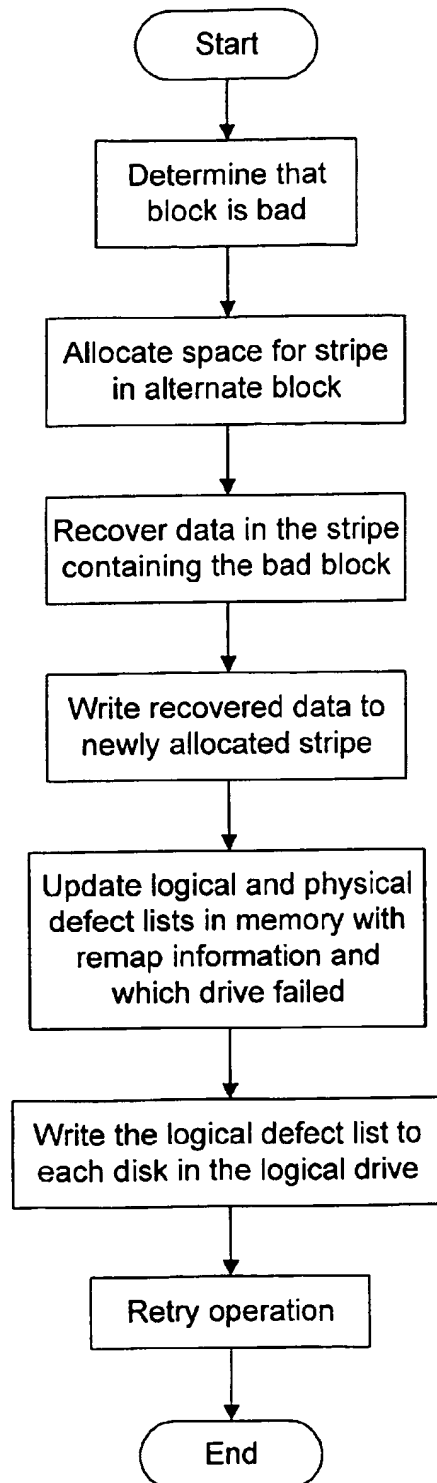 Start
Determine that
block is bad
Allocate space for stripe
in alternate block
Recover data in the stripe
containing the bad block
Write recovered data to
newly allocated stripe
Update logical and physical
defect lists in memory with
remap information and
which drive failed
Write the logical defect list to
each disk in the logical drive
Retry operation
End